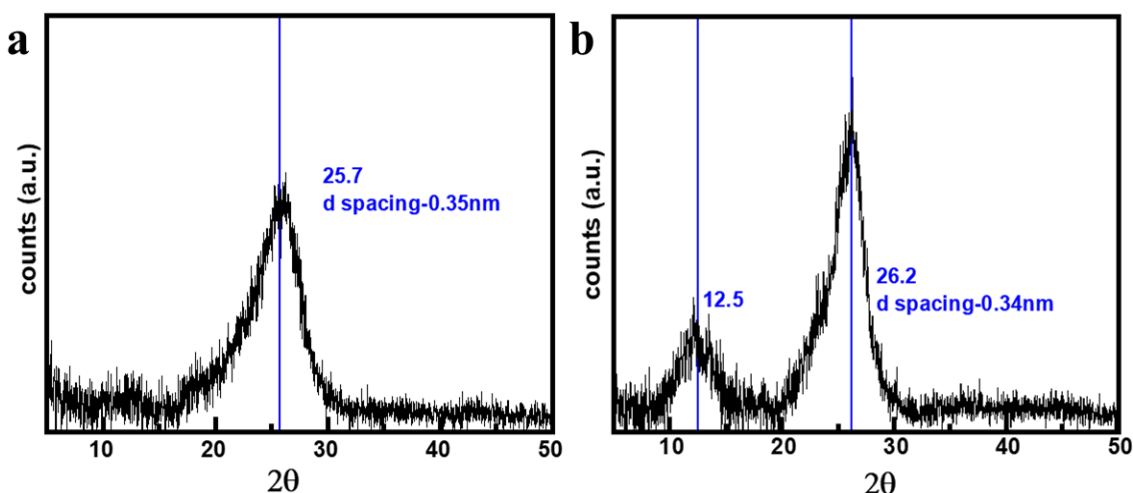 a
counts (a.u.)
25.7
d spacing-0.35nm
10 20 30 40 50
2θ
b
counts (a.u.)
12.5
26.2
d spacing-0.34nm
10 20 30 40 50
2θ